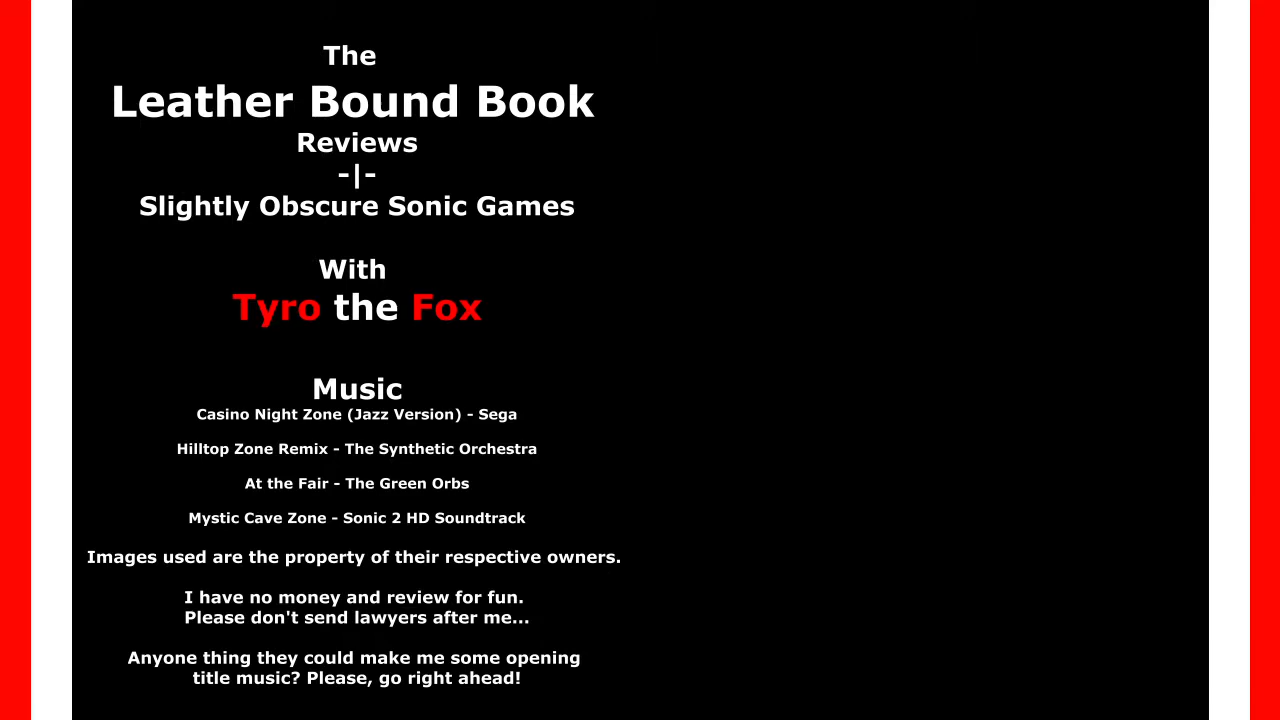 The
Leather Bound Book
Reviews
-|-
Slightly Obscure Sonic Games
With
Tyro the Fox
Music
Casino Night Zone (Jazz Version) - Sega
Hilltop Zone Remix - The Synthetic Orchestra
At the Fair - The Green Orbs
Mystic Cave Zone - Sonic 2 HD Soundtrack
Images used are the property of their respective owners.
I have no money and review for fun.
Please don't send lawyers after me...
Anyone thing they could make me some opening
title music? Please, go right ahead!